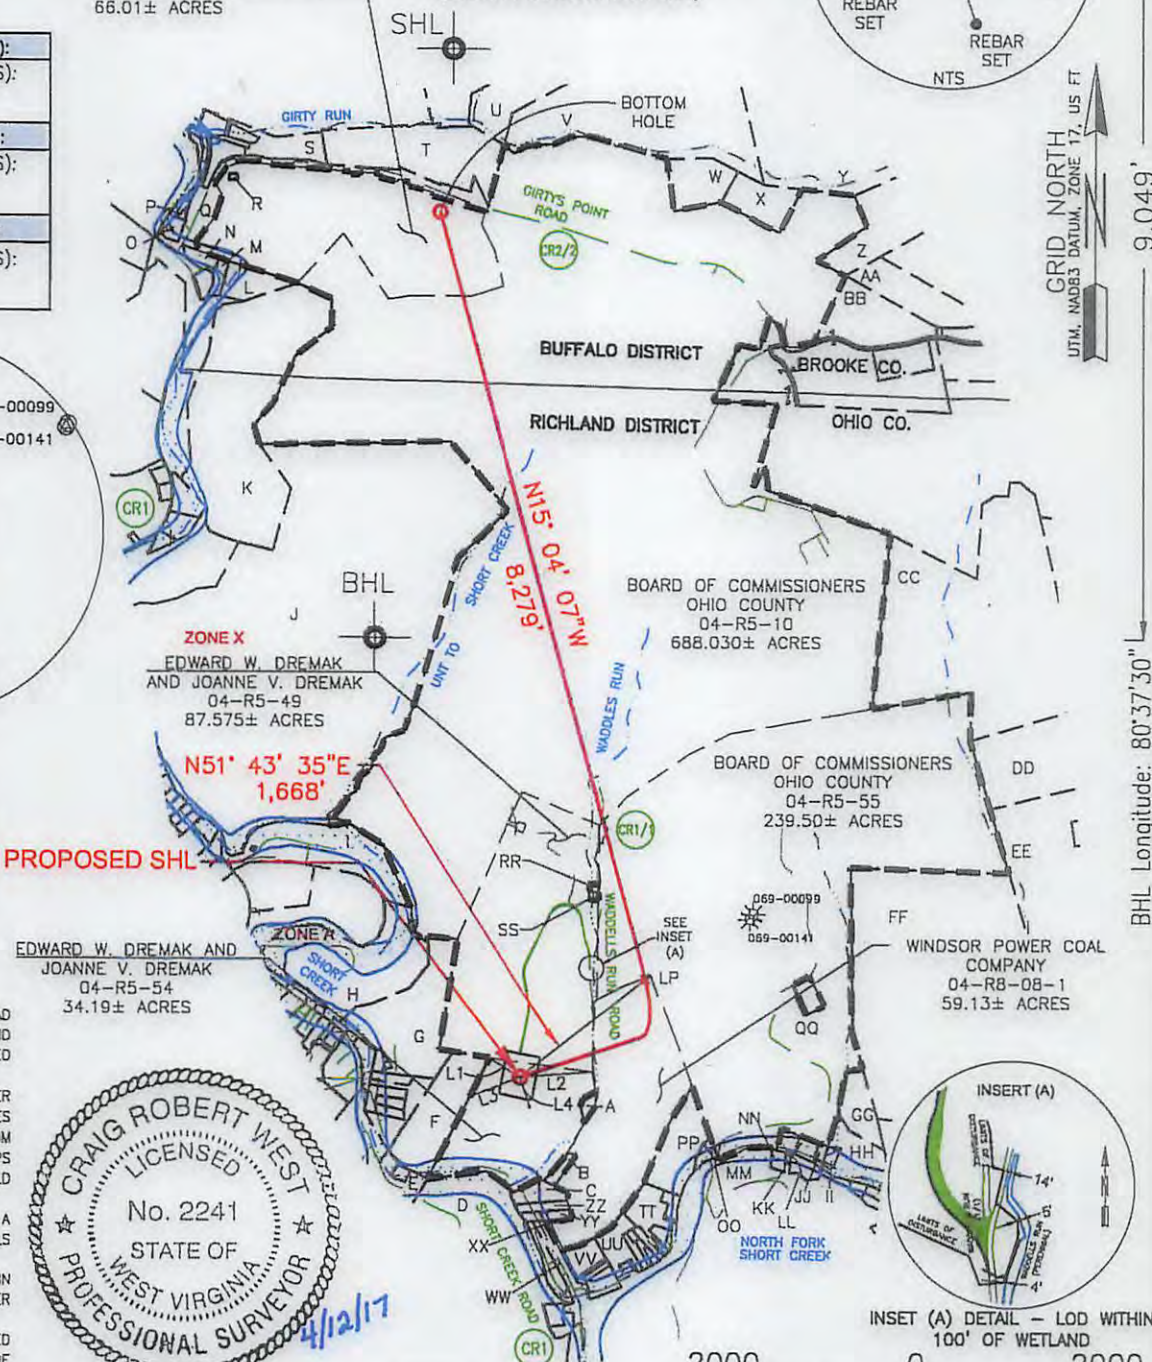 66.01± ACRES
SHL
REBAR
SET
REBAR
SET
NTS
BOTTOM
HOLE
GIRTY RUN
S
T
U
V
W
X
Y
Z
AA
BB
P
Q
R
O
N
M
L
GIRTYS POINT
ROAD
CR2/2
GRID NORTH
UTM, NAD83 DATUM, ZONE 17, US FT
9,049'
BUFFALO DISTRICT
BROOKE CO.
RICHLAND DISTRICT
OHIO CO.
-00099
-00141
CR1
K
J
N15° 04' 07"W
8,279'
UNT TO SHORT CREEK
BHL
ZONE X
EDWARD W. DREMAK
AND JOANNE V. DREMAK
04-R5-49
87.575± ACRES
BOARD OF COMMISSIONERS
OHIO COUNTY
04-R5-10
688.030± ACRES
CC
WADDLES RUN
BHL Longitude: 80°37'30"
N51° 43' 35"E
1,668'
BOARD OF COMMISSIONERS
OHIO COUNTY
04-R5-55
239.50± ACRES
DD
EE
CR1/1
PROPOSED SHL
I
RR
SS
WADDELLS RUN ROAD
SEE
INSET
(A)
LP
069-00099
069-00141
FF
WINDSOR POWER COAL
COMPANY
04-R8-08-1
59.13± ACRES
QQ
EDWARD W. DREMAK AND
JOANNE V. DREMAK
04-R5-54
34.19± ACRES
SHORT
CREEK
H
G
F
E
D
L1
L2
L3
L4
A
B
C
ZZ
YY
XX
WW
VV
UU
TT
PP
OO
NN
MM
KK
LL
JJ
II
HH
GG
NORTH FORK
SHORT CREEK
SHORT CREEK ROAD
CR1
INSERT (A)
LIMITS OF
DISTURBANCE
14'
5'
4'
INSET (A) DETAIL - LOD WITHIN
100' OF WETLAND
CRAIG ROBERT WEST
LICENSED
No. 2241
STATE OF
WEST VIRGINIA
PROFESSIONAL SURVEYOR
4/12/17
2000
0
2000